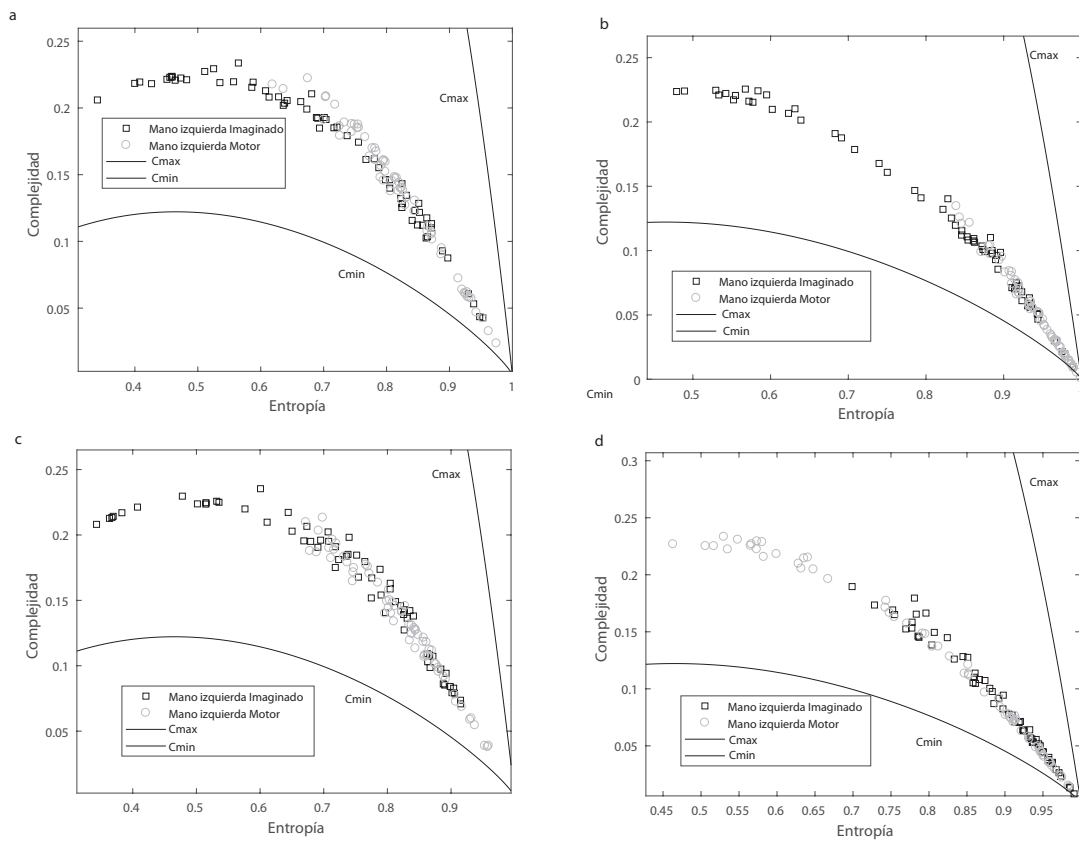 a
Complejidad
0.25
0.2
0.15
0.1
0.05
Cmax
Mano izquierda Imaginado
Mano izquierda Motor
Cmax
Cmin
Cmin
0.4 0.5 0.6 0.7 0.8 0.9 1
Entropía
b
Complejidad
0.25
0.2
0.15
0.1
0.05
0
Cmax
Mano izquierda Imaginado
Mano izquierda Motor
Cmax
Cmin
Cmin
0.5 0.6 0.7 0.8 0.9
Entropía
c
Complejidad
0.25
0.2
0.15
0.1
0.05
Cmax
Cmin
Mano izquierda Imaginado
Mano izquierda Motor
Cmax
Cmin
0.4 0.5 0.6 0.7 0.8 0.9
Entropía
d
Complejidad
0.3
0.25
0.2
0.15
0.1
0.05
Cmax
Mano izquierda Imaginado
Mano izquierda Motor
Cmax
Cmin
Cmin
0.45 0.5 0.55 0.6 0.65 0.7 0.75 0.8 0.85 0.9 0.95
Entropía